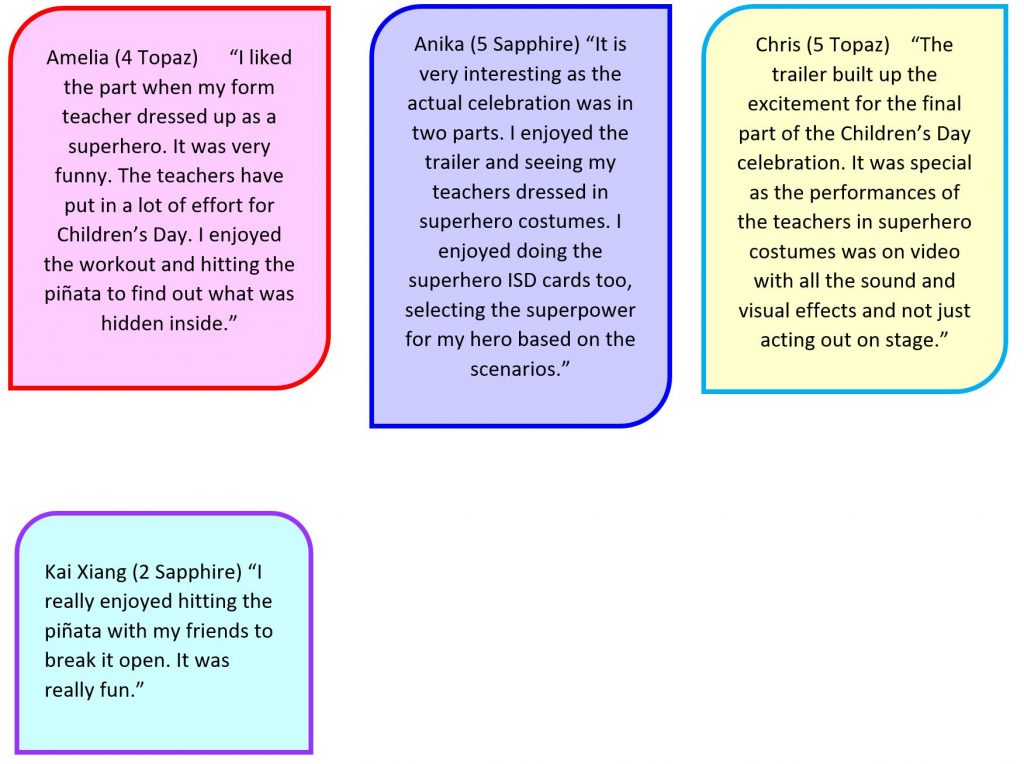 Amelia (4 Topaz) “I liked
the part when my form
teacher dressed up as a
superhero. It was very
funny. The teachers have
put in a lot of effort for
Children’s Day. I enjoyed
the workout and hitting the
piñata to find out what was
hidden inside.”
Anika (5 Sapphire) “It is
very interesting as the
actual celebration was in
two parts. I enjoyed the
trailer and seeing my
teachers dressed in
superhero costumes. I
enjoyed doing the
superhero ISD cards too,
selecting the superpower
for my hero based on the
scenarios.”
Chris (5 Topaz) “The
trailer built up the
excitement for the final
part of the Children’s Day
celebration. It was special
as the performances of
the teachers in superhero
costumes was on video
with all the sound and
visual effects and not just
acting out on stage.”
Kai Xiang (2 Sapphire) “I
really enjoyed hitting the
piñata with my friends to
break it open. It was
really fun.”